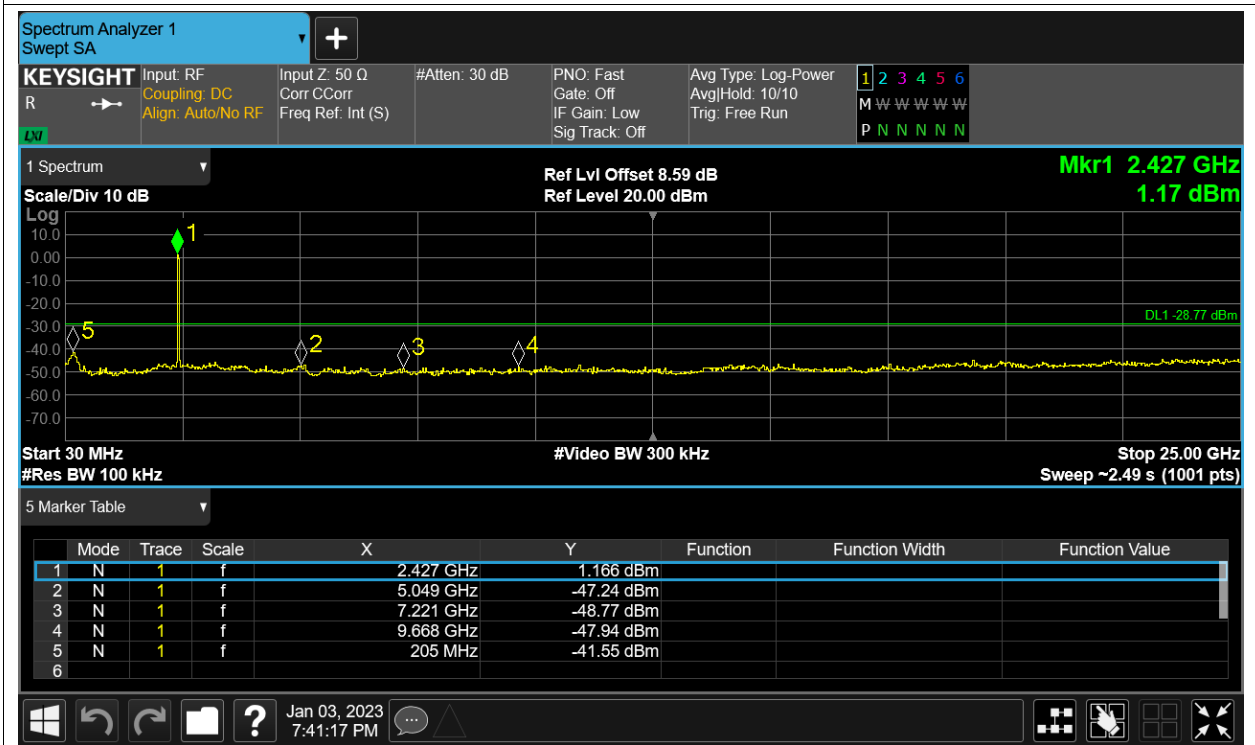 Spectrum Analyzer 1
Swept SA
+
KEYSIGHT Input: RF Input Z: 50 Ω #Atten: 30 dB PNO: Fast Avg Type: Log-Power 1 2 3 4 5 6
R Coupling: DC Corr CCorr Gate: Off Avg|Hold: 10/10 M W W W W W
Align: Auto/No RF Freq Ref: Int (S) IF Gain: Low Trig: Free Run
LXI Sig Track: Off P N N N N N
1 Spectrum Ref Lvl Offset 8.59 dB Mkr1 2.427 GHz
Scale/Div 10 dB Ref Level 20.00 dBm 1.17 dBm
Log
10.0 1
0.00
-10.0
-20.0
DL1 -28.77 dBm
-30.0 5
-40.0 2 3 4
-50.0
-60.0
-70.0
Start 30 MHz #Video BW 300 kHz Stop 25.00 GHz
#Res BW 100 kHz Sweep ~2.49 s (1001 pts)
5 Marker Table
Mode Trace Scale X Y Function Function Width Function Value
1 N 1 f 2.427 GHz 1.166 dBm
2 N 1 f 5.049 GHz -47.24 dBm
3 N 1 f 7.221 GHz -48.77 dBm
4 N 1 f 9.668 GHz -47.94 dBm
5 N 1 f 205 MHz -41.55 dBm
6
? Jan 03, 2023
7:41:17 PM